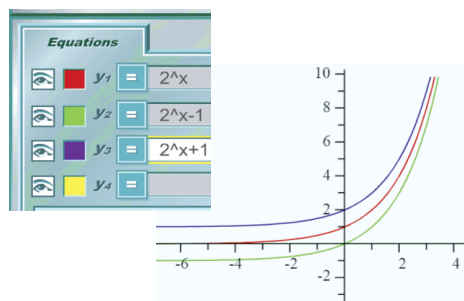 Equations
y1 = 2^x
y2 = 2^x-1
y3 = 2^x+1
y4 =
10
8
6
4
2
-6 -4 -2 2 4
-2